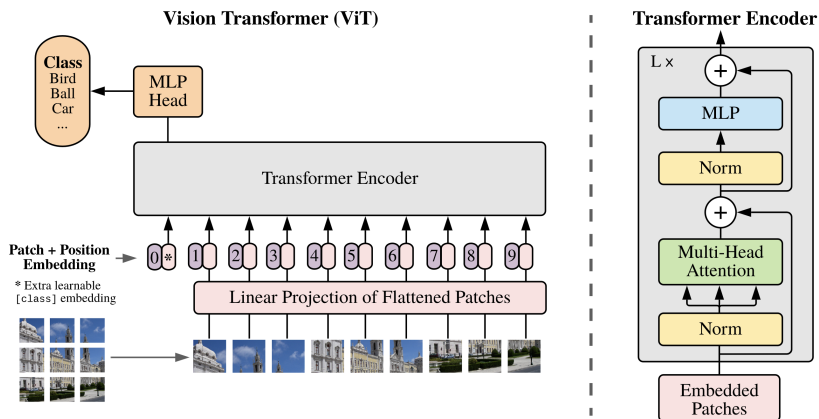 Vision Transformer (ViT)
Class
Bird
Ball
Car
...
MLP
Head
Transformer Encoder
Patch + Position
Embedding
0 * 1 2 3 4 5 6 7 8 9
* Extra learnable
[class] embedding
Linear Projection of Flattened Patches
Transformer Encoder
L ×
+
MLP
Norm
+
Multi-Head
Attention
Norm
Embedded
Patches